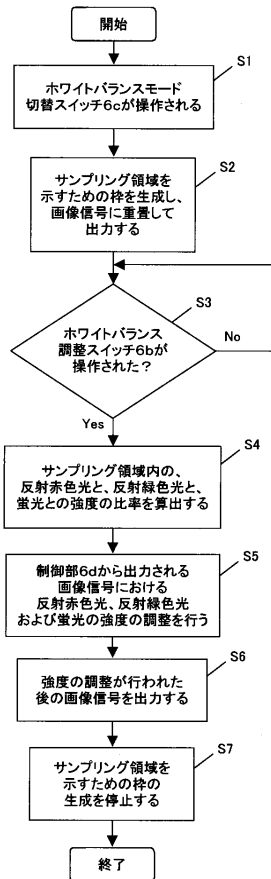 開始
S1
ホワイトバランスモード
切替スイッチ6cが操作される
S2
サンプリング領域を
示すための枠を生成し、
画像信号に重畳して
出力する
S3
ホワイトバランス
調整スイッチ6bが
操作された？
No
Yes
S4
サンプリング領域内の、
反射赤色光と、反射緑色光と、
蛍光との強度の比率を算出する
S5
制御部6dから出力される
画像信号における
反射赤色光、反射緑色光
および蛍光の強度の調整を行う
S6
強度の調整が行われた
後の画像信号を出力する
S7
サンプリング領域を
示すための枠の
生成を停止する
終了